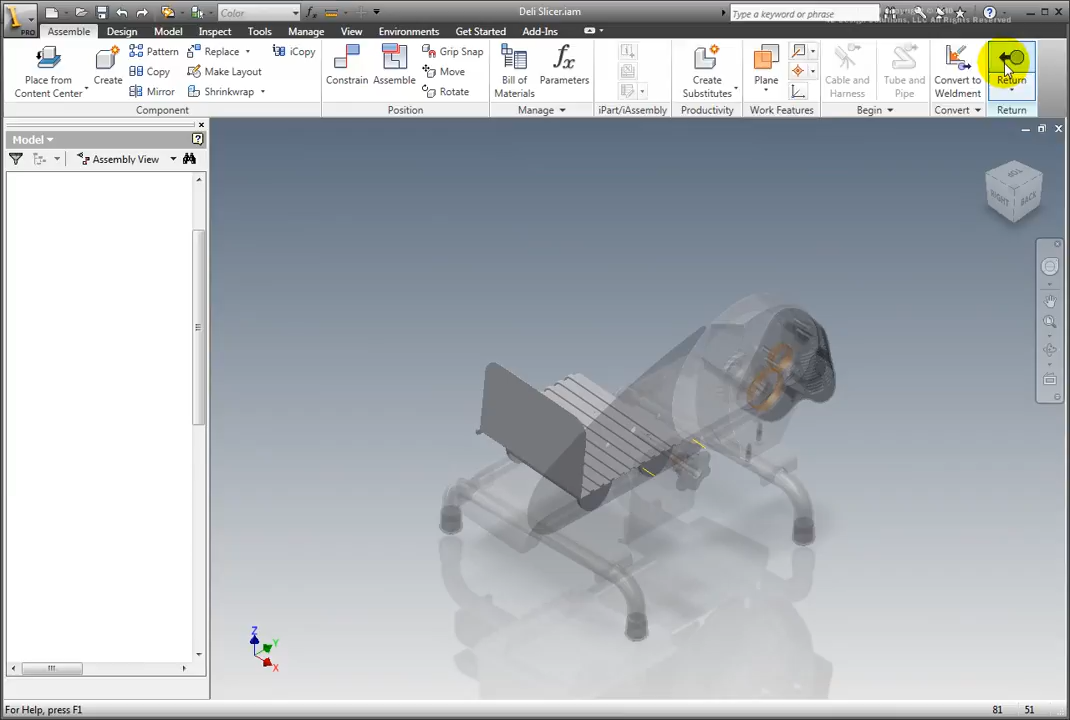 Color
Deli Slicer.iam
Type a keyword or phrase
PRO
Assemble Design Model Inspect Tools Manage View Environments Get Started Add-Ins
Place from Content Center
Create
Pattern
Copy
Mirror
Replace
Make Layout
Shrinkwrap
iCopy
Constrain
Assemble
Grip Snap
Move
Rotate
Bill of Materials
Parameters
Create Substitutes
Plane
Cable and Harness
Tube and Pipe
Convert to Weldment
Return
Component Position Manage iPart/iAssembly Productivity Work Features Begin Convert Return
Model
Assembly View
TOP
RIGHT
BACK
Z
Y
X
For Help, press F1
81 51